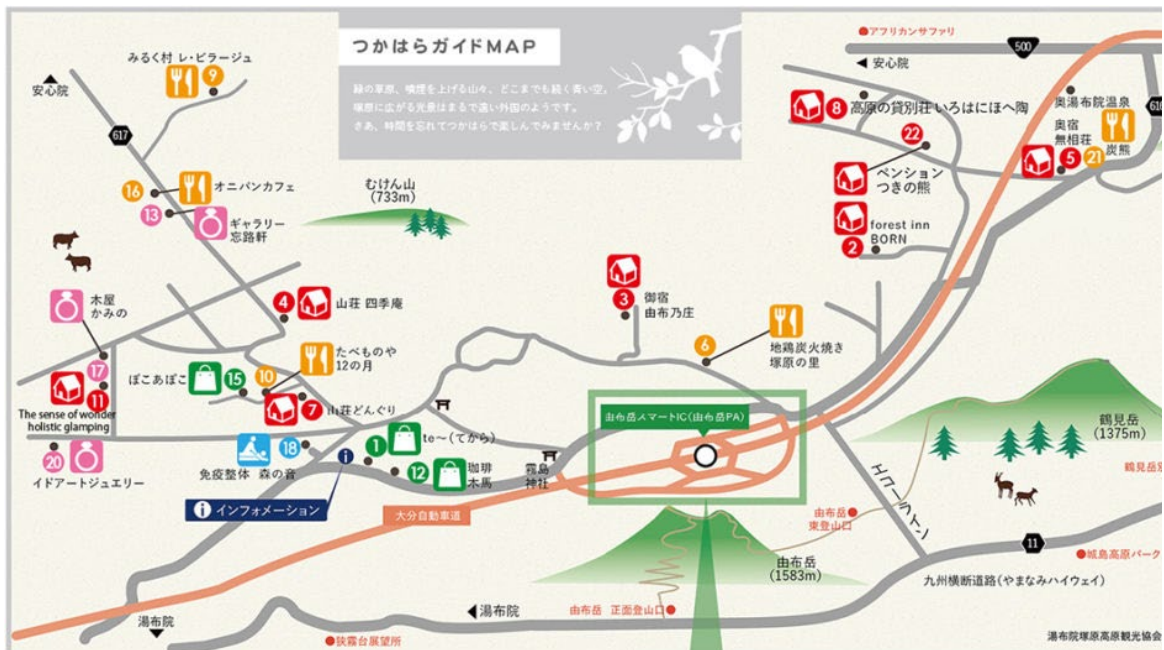 つかはらガイドMAP
緑の草原、噴煙を上げる山々、どこまでも続く青い空。
塚原に広がる光景はまるで遠い外国のようです。
さあ、時間を忘れてつかはらで楽しんでみませんか？
みるく村 レ・ビラージュ
9
安心院
617
16
オニパンカフェ
13
ギャラリー
忘路軒
むけん山
(733m)
アフリカンサファリ
500
安心院
8
高原の貸別荘 いろはにほへ陶
22
ペンション
つきの熊
奥湯布院温泉
616
奥宿
無相荘
5
21
炭熊
forest inn
BORN
2
木屋
かみの
4
山荘 四季庵
3
御宿
由布乃庄
6
地鶏炭火焼き
塚原の里
17
11
The sense of wonder
holistic glamping
ぽこあぽこ
15
10
たべものや
12の月
7
山荘どんぐり
20
イドアートジュエリー
免疫整体 森の音
18
i
1
te〜(てから)
12
珈琲
木馬
霧島
神社
i インフォメーション
大分自動車道
由布岳スマートIC(由布岳PA)
鶴見岳
(1375m)
エコーライン
由布岳
東登山口
由布岳
(1583m)
由布岳 正面登山口
11
城島高原パーク
九州横断道路(やまなみハイウェイ)
湯布院
湯布院
狭霧台展望所
湯布院塚原高原観光協会